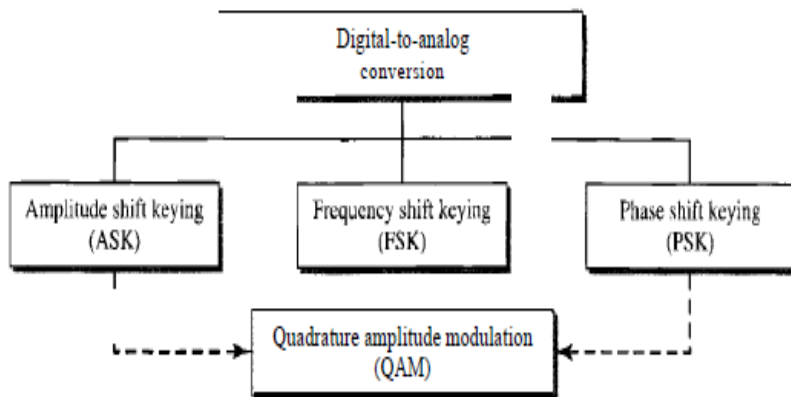 Digital-to-analog
conversion
Amplitude shift keying
(ASK)
Frequency shift keying
(FSK)
Phase shift keying
(PSK)
Quadrature amplitude modulation
(QAM)